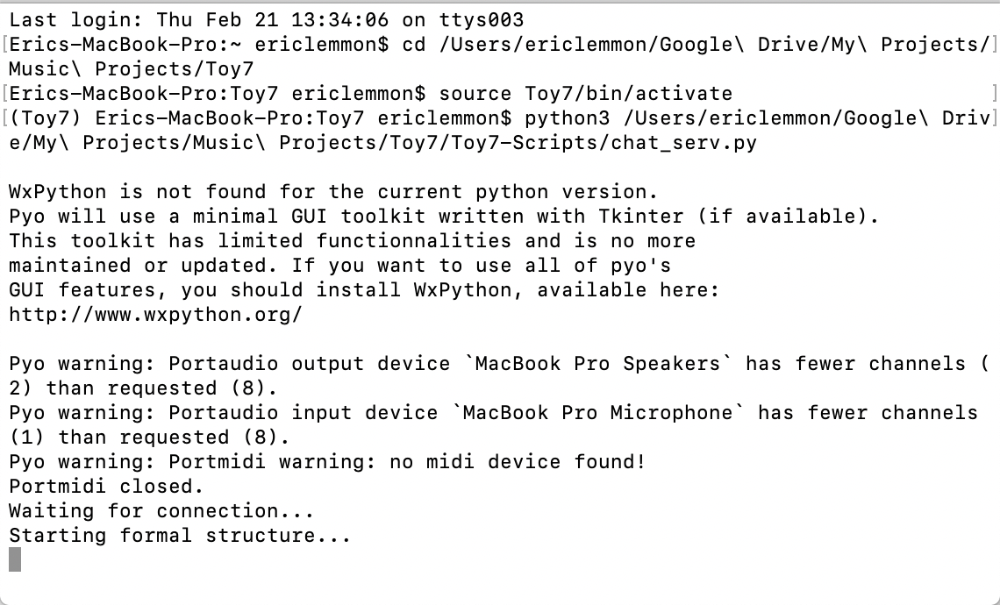 Last login: Thu Feb 21 13:34:06 on ttys003
[Erics-MacBook-Pro:~ ericlemmon$ cd /Users/ericlemmon/Google\ Drive/My\ Projects/]
Music\ Projects/Toy7
[Erics-MacBook-Pro:Toy7 ericlemmon$ source Toy7/bin/activate ]
[(Toy7) Erics-MacBook-Pro:Toy7 ericlemmon$ python3 /Users/ericlemmon/Google\ Driv]
e/My\ Projects/Music\ Projects/Toy7/Toy7-Scripts/chat_serv.py
WxPython is not found for the current python version.
Pyo will use a minimal GUI toolkit written with Tkinter (if available).
This toolkit has limited functionnalities and is no more
maintained or updated. If you want to use all of pyo's
GUI features, you should install WxPython, available here:
http://www.wxpython.org/
Pyo warning: Portaudio output device `MacBook Pro Speakers` has fewer channels (
2) than requested (8).
Pyo warning: Portaudio input device `MacBook Pro Microphone` has fewer channels
(1) than requested (8).
Pyo warning: Portmidi warning: no midi device found!
Portmidi closed.
Waiting for connection...
Starting formal structure...